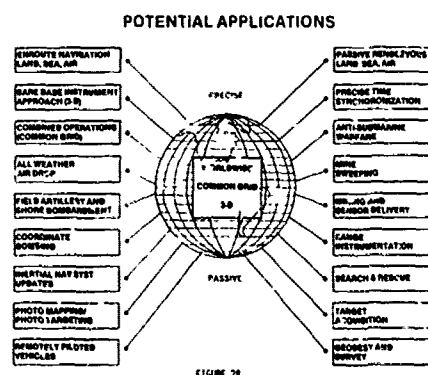 POTENTIAL APPLICATIONS
ENROUTE NAVIGATION
LAND, SEA, AIR
BARE BASE INSTRUMENT
APPROACH (3-D)
COMBINED OPERATIONS
(COMMON GRID)
ALL WEATHER
AIR DROP
FIELD ARTILLERY AND
SHORE BOMBARDMENT
COORDINATE
BOMBING
INERTIAL NAV SYST
UPDATES
PHOTO MAPPING/
PHOTO TARGETING
REMOTELY PILOTED
VEHICLES
PRECISE
WORLDWIDE
COMMON GRID
3-D
PASSIVE
PASSIVE RENDEZVOUS
LAND, SEA, AIR
PRECISE TIME
SYNCHRONIZATION
ANTI-SUBMARINE
WARFARE
MINE
SWEEPING
MINING AND
SENSOR DELIVERY
RANGE
INSTRUMENTATION
SEARCH & RESCUE
TARGET
ACQUISITION
GEODESY AND
SURVEY
FIGURE 28